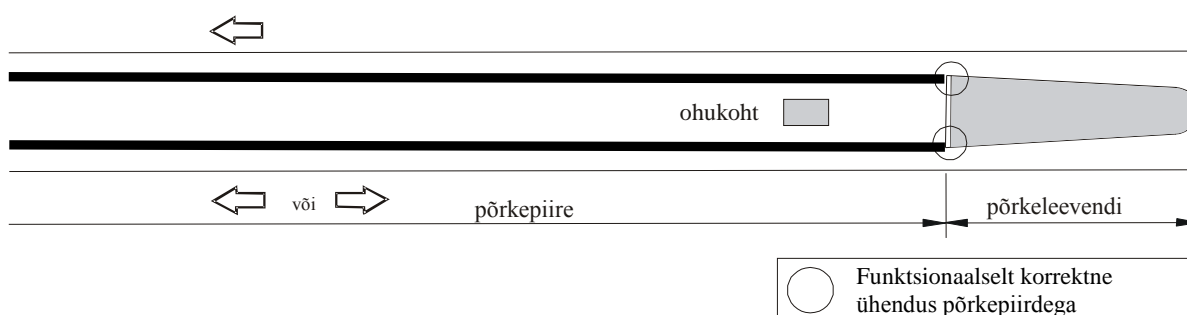 ohukoht
või
põrkepiire
põrkeleevendi
Funktsionaalselt korrektne
ühendus põrkepiirdega